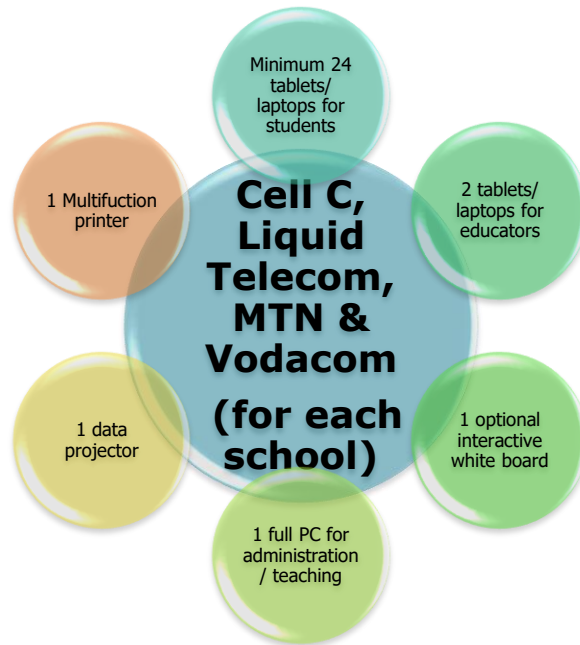 Minimum 24
tablets/
laptops for
students
2 tablets/
laptops for
educators
1 optional
interactive
white board
1 full PC for
administration
/ teaching
1 data
projector
1 Multifuction
printer
Cell C,
Liquid
Telecom,
MTN &
Vodacom
(for each
school)